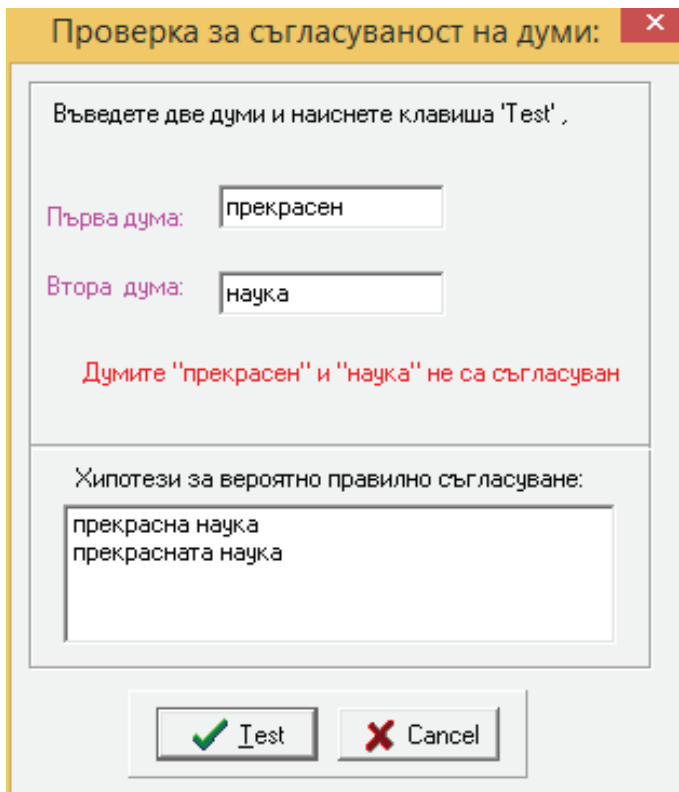 Проверка за съгласуваност на думи:
Въведете две думи и наиснете клавиша 'Test' ,
Първа дума: прекрасен
Втора дума: наука
Думите "прекрасен" и "наука" не са съгласуван
Хипотези за вероятно правилно съгласуване:
прекрасна наука
прекрасната наука
Test Cancel